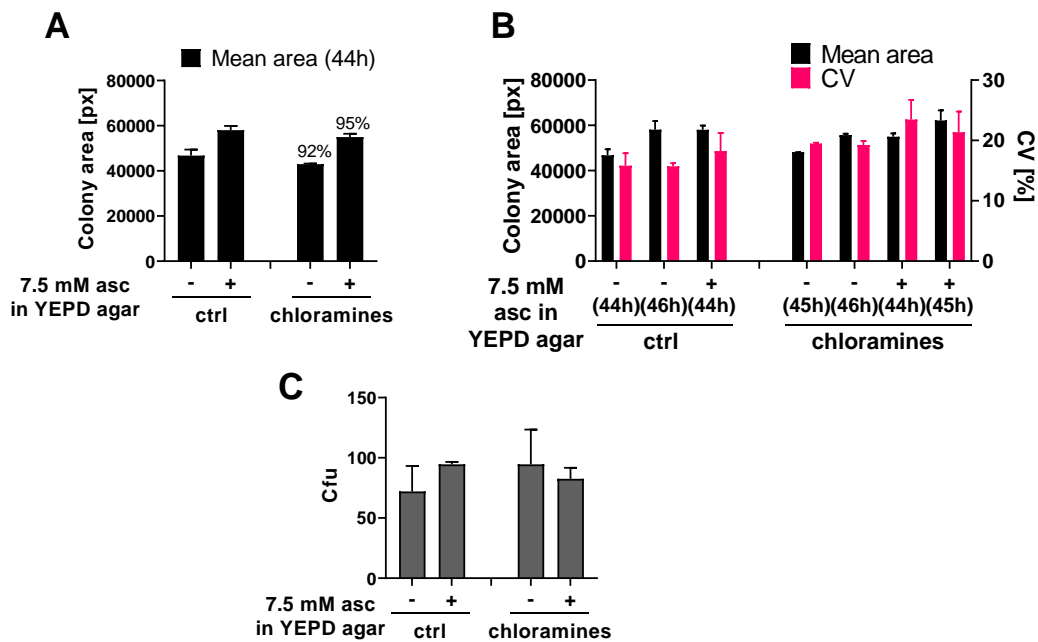 A
Mean area (44h)
Colony area [px]
80000
60000
40000
20000
0
92%
95%
- + - +
7.5 mM asc
in YEPD agar
ctrl chloramines
B
Mean area
CV
Colony area [px]
80000
60000
40000
20000
0
30
20
10
0
CV [%]
- - + - - + +
7.5 mM
asc in
YEPD agar
(44h)(46h)(44h) (45h)(46h)(44h)(45h)
ctrl chloramines
C
Cfu
150
100
50
0
- + - +
7.5 mM asc
in YEPD agar
ctrl chloramines